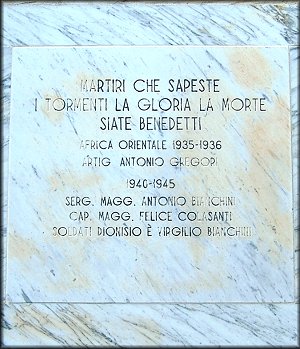 MARTIRI CHE SAPESTE
I TORMENTI LA GLORIA LA MORTE
SIATE BENEDETTI
AFRICA ORIENTALE 1935-1936
ARTIG. ANTONIO GREGORI
1940-1945
SERG. MAGG. ANTONIO BIANCHINI
CAP. MAGG. FELICE COLASANTI
SOLDATI DIONISIO È VIRGILIO BIANCHINI